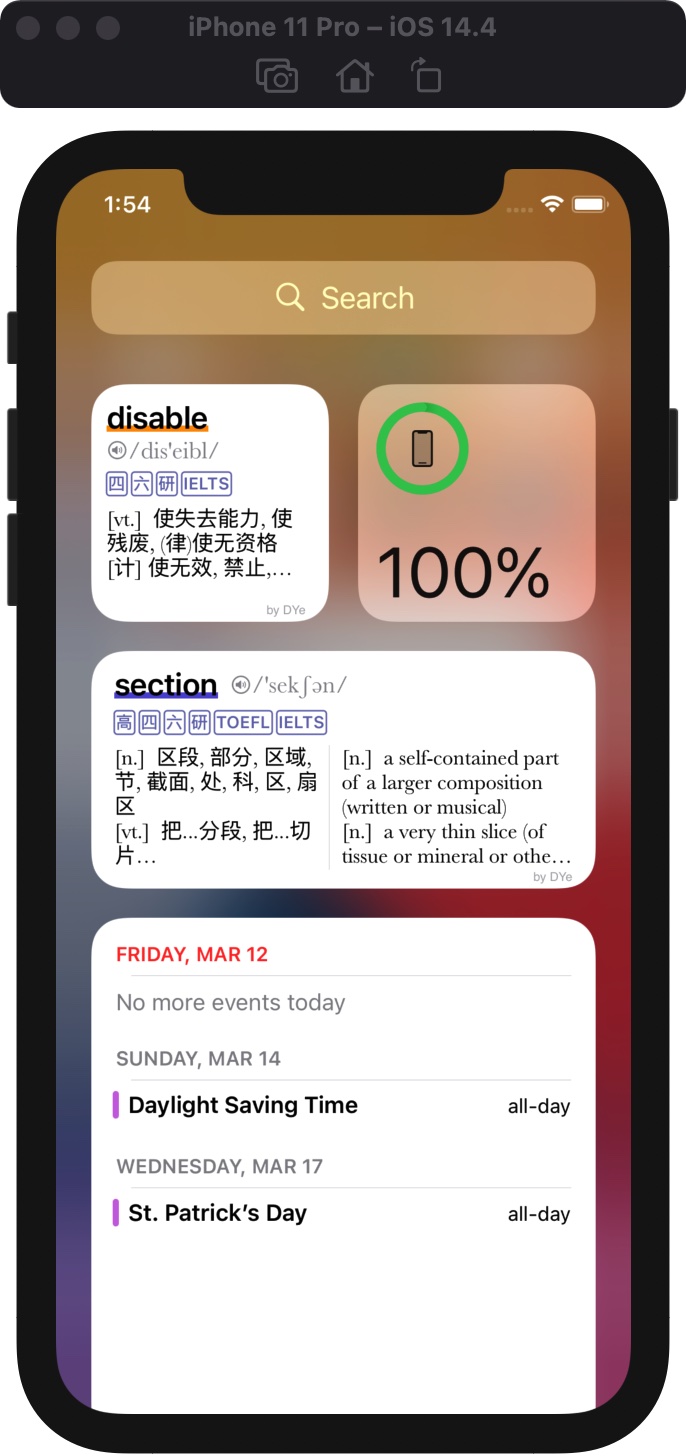 iPhone 11 Pro – iOS 14.4
1:54
Search
disable
/dis'eibl/
四 六 研 IELTS
[vt.] 使失去能力, 使
残废, (律)使无资格
[计] 使无效, 禁止,…
by DYe
100%
section /'sekʃən/
高 四 六 研 TOEFL IELTS
[n.] 区段, 部分, 区域,
节, 截面, 处, 科, 区, 扇
区
[vt.] 把...分段, 把...切
片…
[n.] a self-contained part
of a larger composition
(written or musical)
[n.] a very thin slice (of
tissue or mineral or othe…
by DYe
FRIDAY, MAR 12
No more events today
SUNDAY, MAR 14
Daylight Saving Time all-day
WEDNESDAY, MAR 17
St. Patrick’s Day all-day